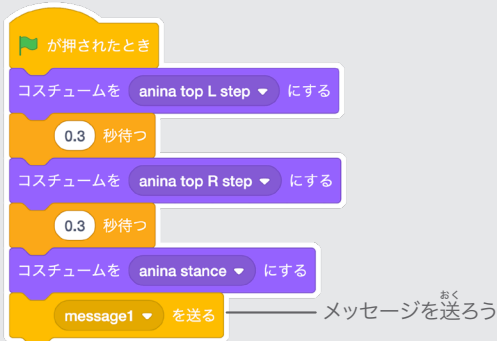 が押されたとき
コスチュームを anina top L step にする
0.3 秒待つ
コスチュームを anina top R step にする
0.3 秒待つ
コスチュームを anina stance にする
message1 を送る
おく
メッセージを送ろう